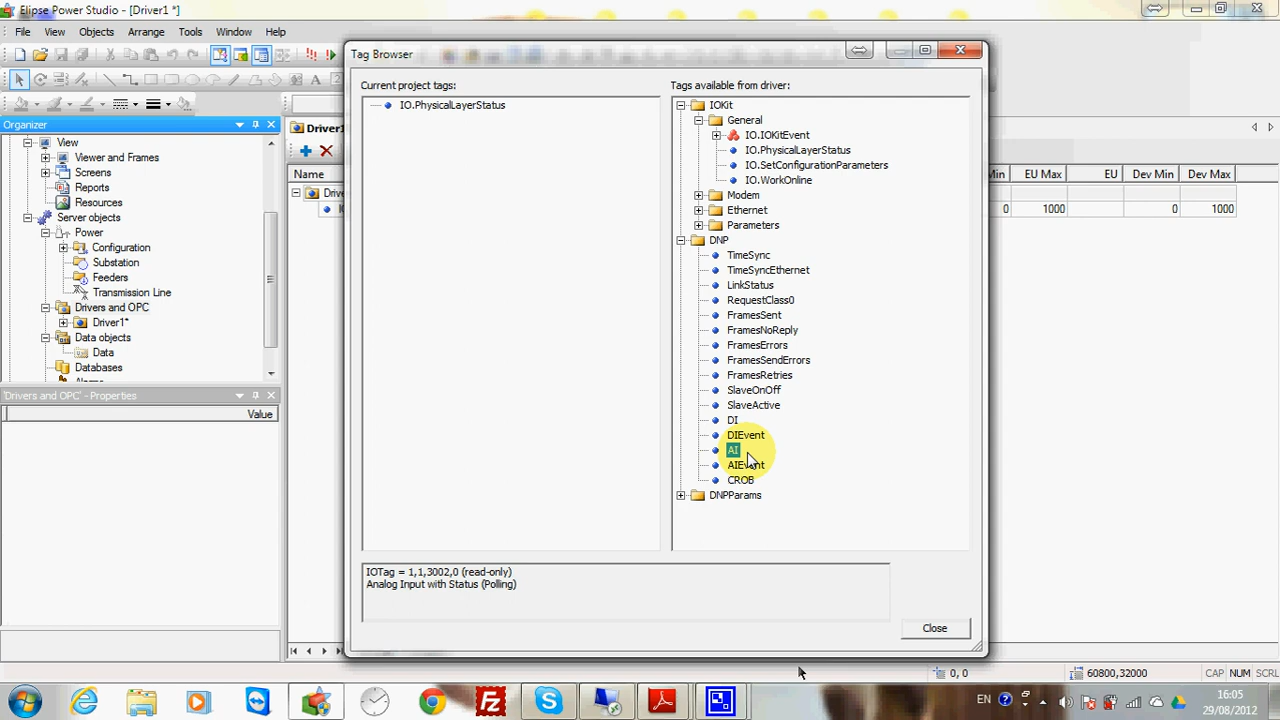 Elipse Power Studio - [Driver1 *]
File View Objects Arrange Tools Window Help
Organizer
View
Viewer and Frames
Screens
Reports
Resources
Server objects
Power
Configuration
Substation
Feeders
Transmission Line
Drivers and OPC
Driver1*
Data objects
Data
Databases
'Drivers and OPC' - Properties
Value
Driver1
Name
Drive
Tag Browser
Current project tags:
IO.PhysicalLayerStatus
Tags available from driver:
IOKit
General
IO.IOKitEvent
IO.PhysicalLayerStatus
IO.SetConfigurationParameters
IO.WorkOnline
Modem
Ethernet
Parameters
DNP
TimeSync
TimeSyncEthernet
LinkStatus
RequestClass0
FramesSent
FramesNoReply
FramesErrors
FramesSendErrors
FramesRetries
SlaveOnOff
SlaveActive
DI
DIEvent
AI
AIEvent
CROB
DNPParams
IOTag = 1,1,3002,0 (read-only)
Analog Input with Status (Polling)
Close
Min EU Max EU Dev Min Dev Max
0 1000 0 1000
0, 0 60800,32000 CAP NUM SCRL
EN 16:05
29/08/2012